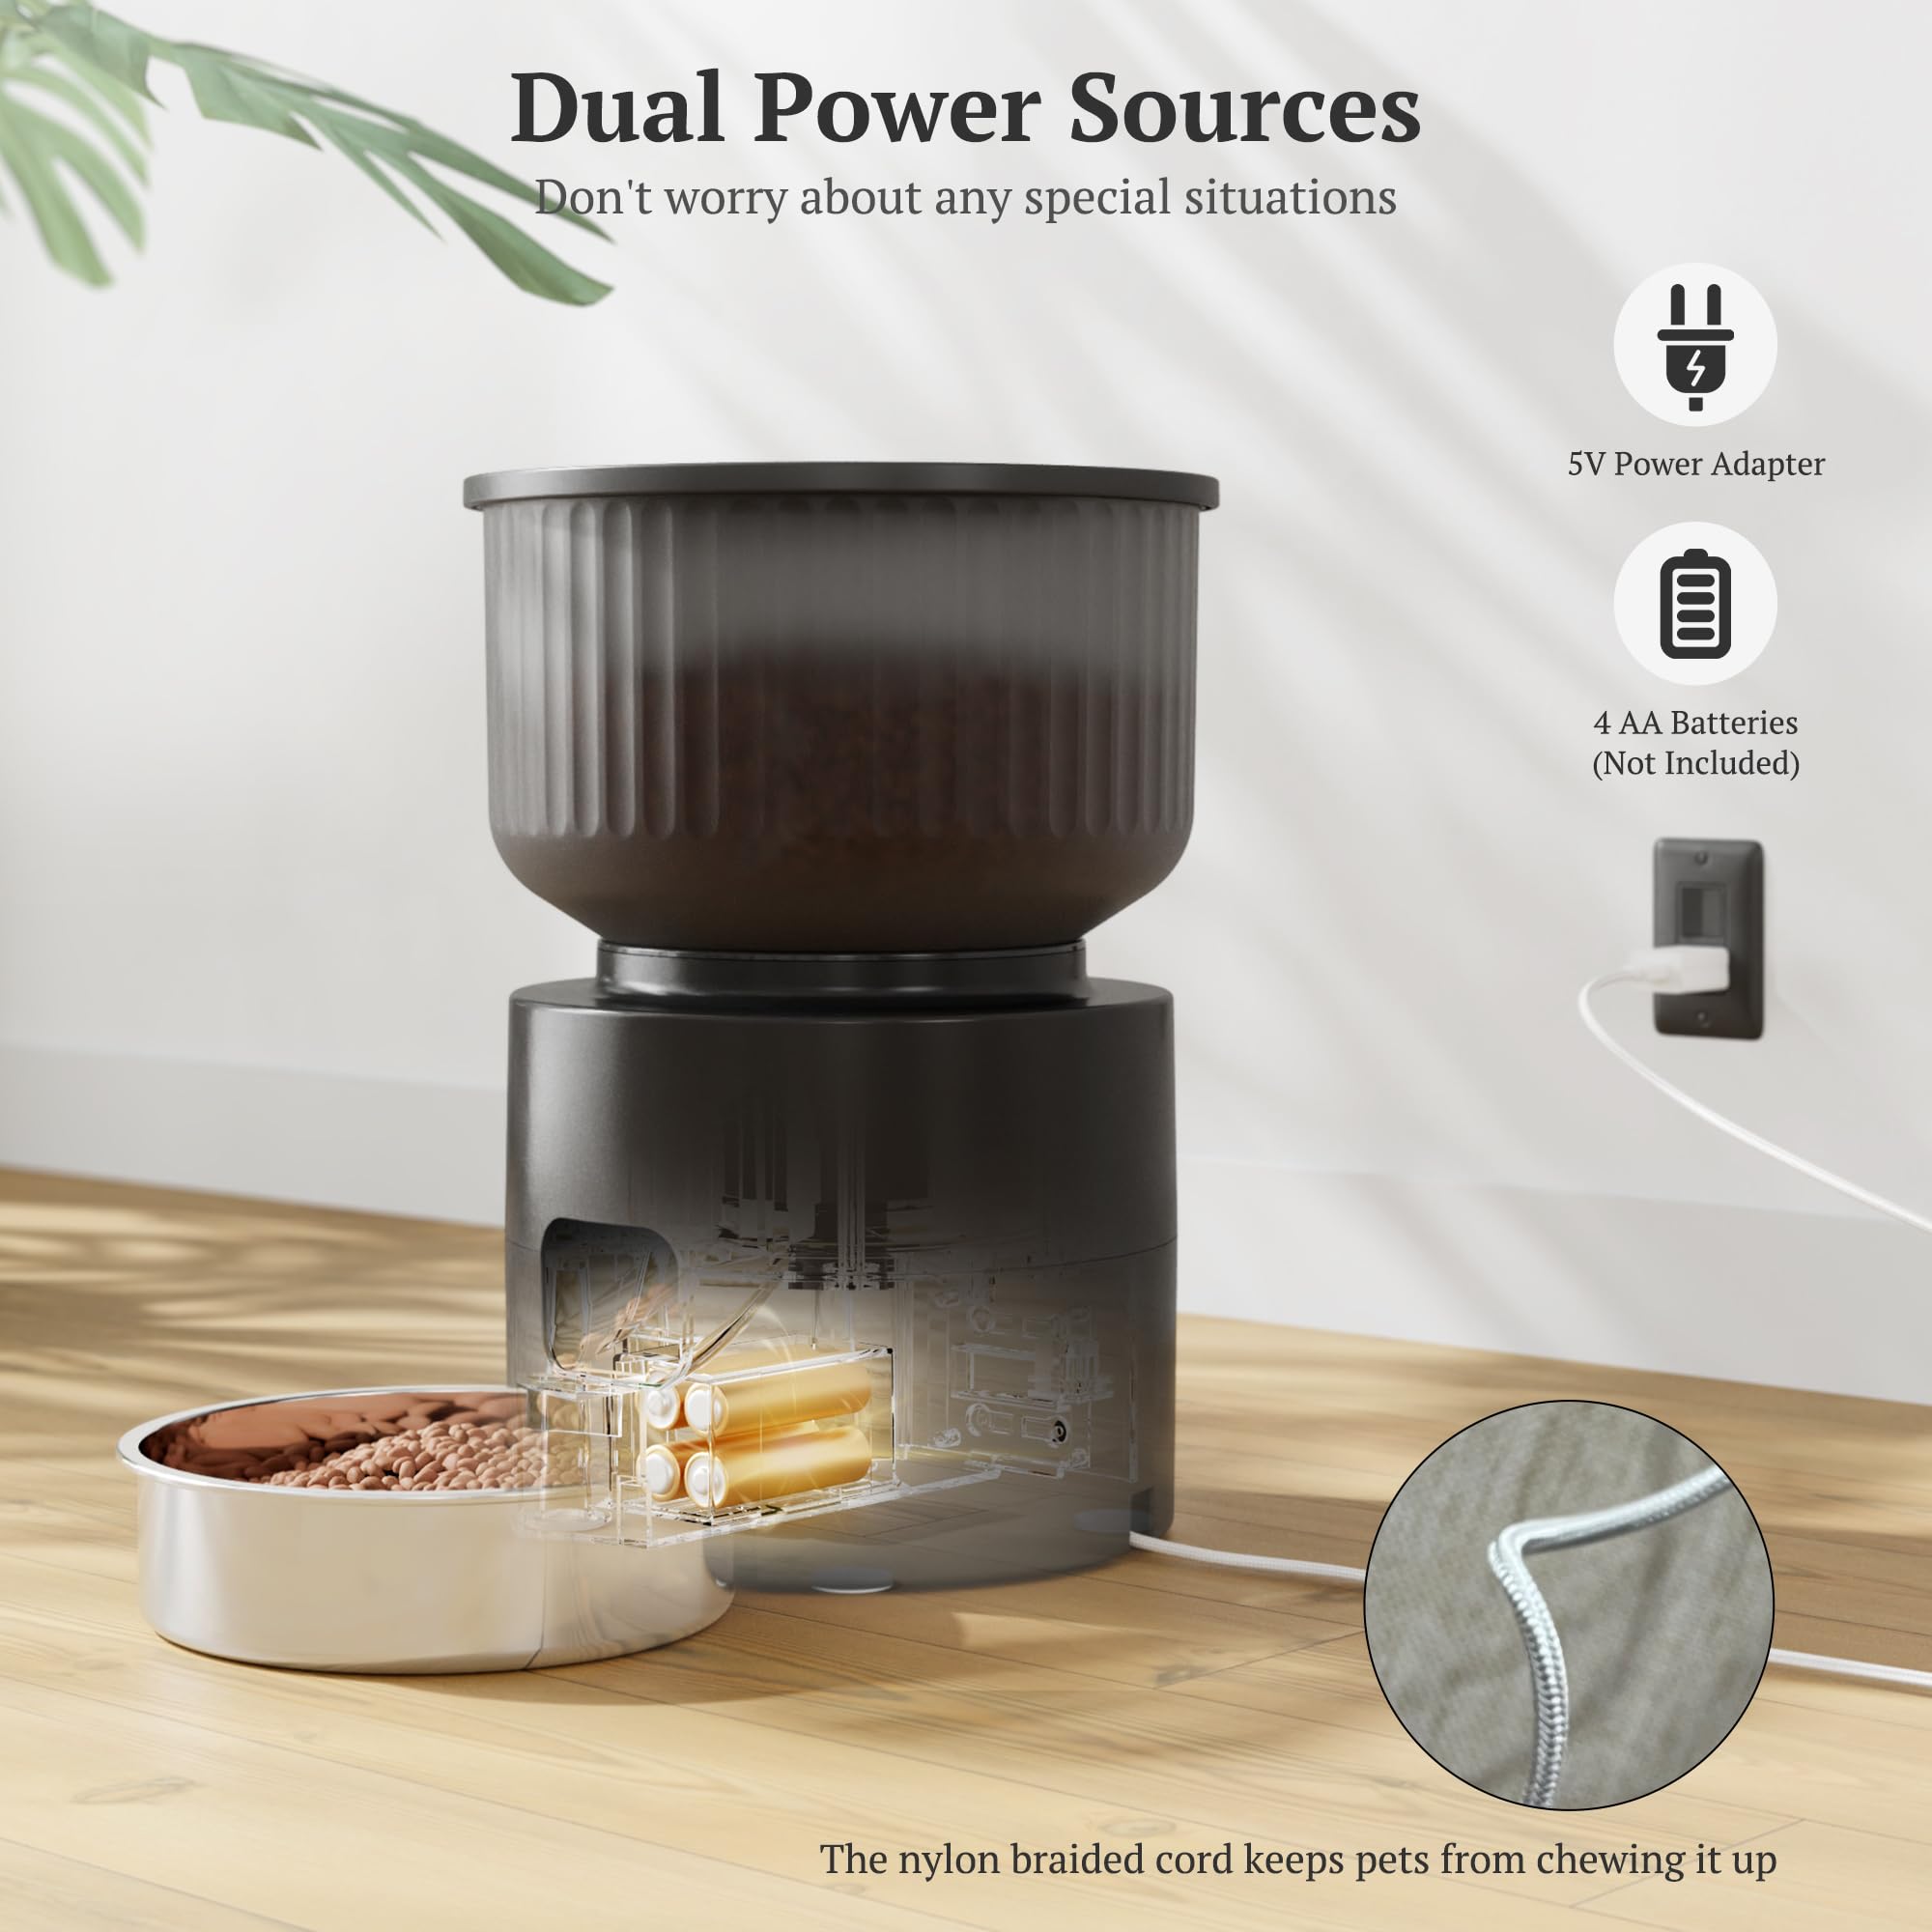 Dual Power Sources
Don't worry about any special situations
5V Power Adapter
4 AA Batteries
(Not Included)
The nylon braided cord keeps pets from chewing it up